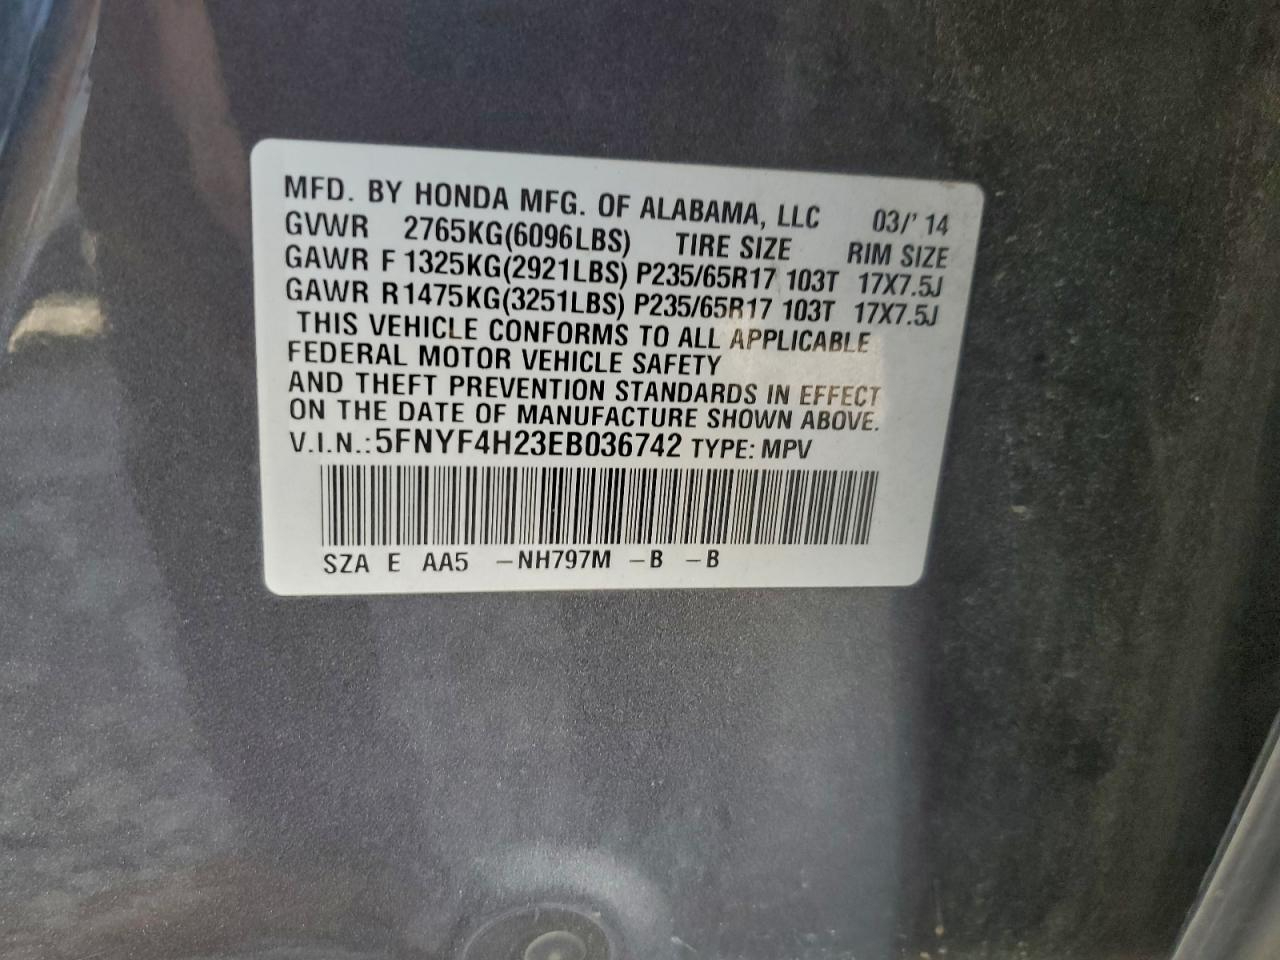 MFD. BY HONDA MFG. OF ALABAMA, LLC 03/' 14
GVWR 2765KG(6096LBS) TIRE SIZE RIM SIZE
GAWR F 1325KG(2921LBS) P235/65R17 103T 17X7.5J
GAWR R1475KG(3251LBS) P235/65R17 103T 17X7.5J
THIS VEHICLE CONFORMS TO ALL APPLICABLE
FEDERAL MOTOR VEHICLE SAFETY
AND THEFT PREVENTION STANDARDS IN EFFECT
ON THE DATE OF MANUFACTURE SHOWN ABOVE.
V.I.N.:5FNYF4H23EB036742 TYPE: MPV
SZA E AA5 -NH797M -B -B